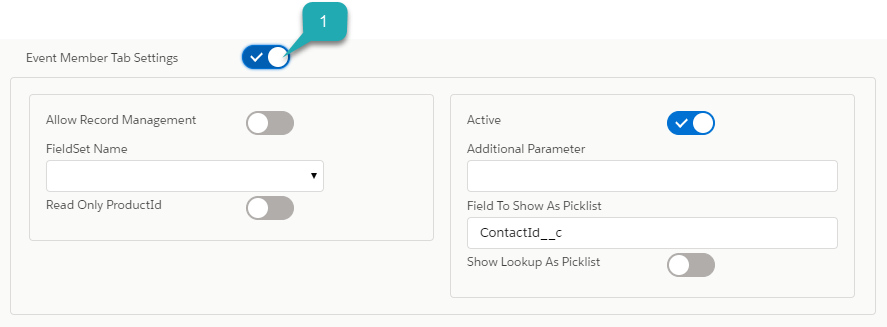 1
Event Member Tab Settings
Allow Record Management
FieldSet Name
Read Only ProductId
Active
Additional Parameter
Field To Show As Picklist
ContactId__c
Show Lookup As Picklist